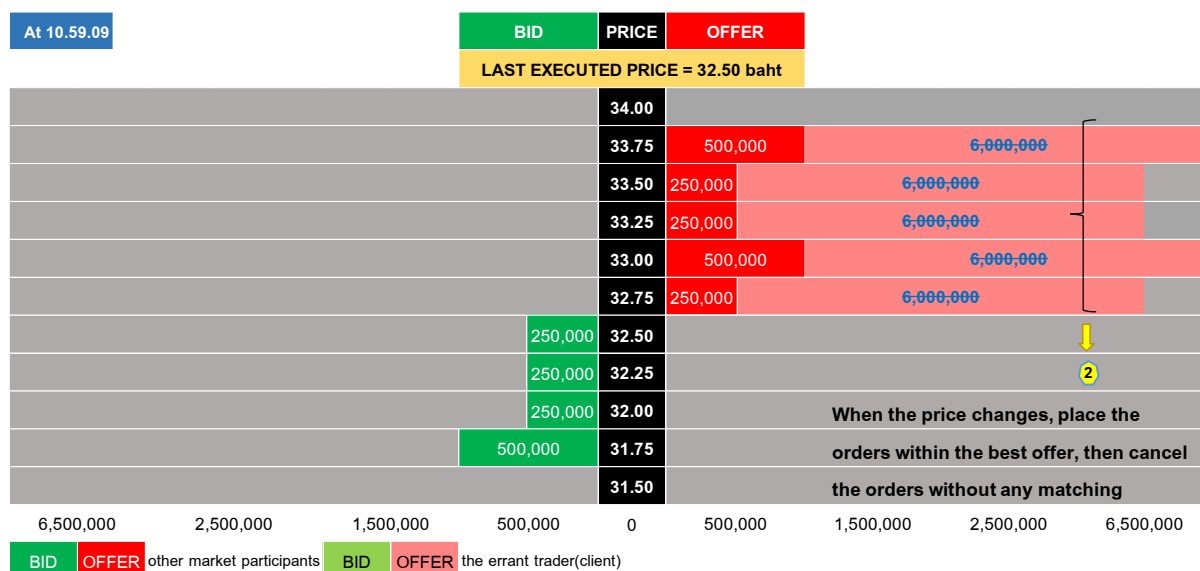 At 10.59.09
BID PRICE OFFER
LAST EXECUTED PRICE = 32.50 baht
34.00
33.75 500,000 6,000,000
33.50 250,000 6,000,000
33.25 250,000 6,000,000
33.00 500,000 6,000,000
32.75 250,000 6,000,000
250,000 32.50
250,000 32.25 2
250,000 32.00 When the price changes, place the
500,000 31.75 orders within the best offer, then cancel
31.50 the orders without any matching
6,500,000 2,500,000 1,500,000 500,000 0 500,000 1,500,000 2,500,000 6,500,000
BID OFFER other market participants BID OFFER the errant trader(client)